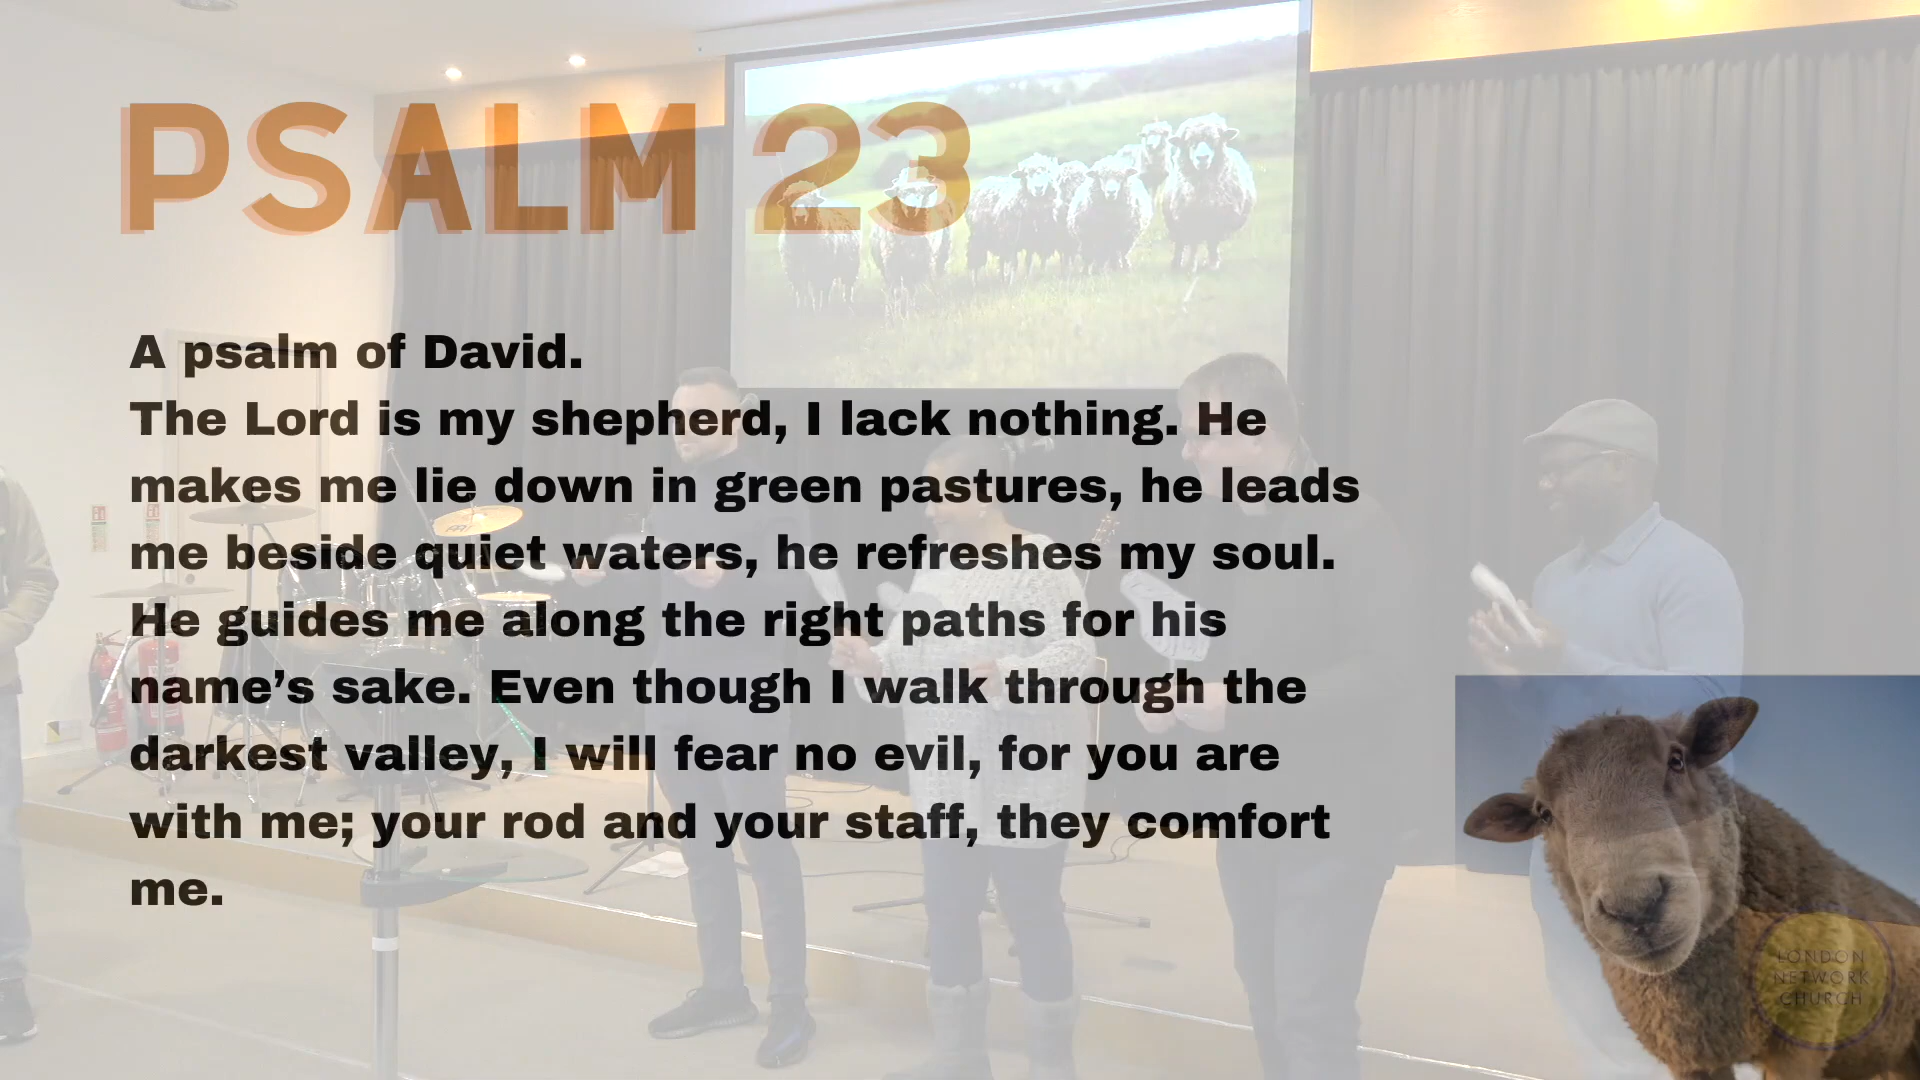 PSALM 23
A psalm of David.
The Lord is my shepherd, I lack nothing. He
makes me lie down in green pastures, he leads
me beside quiet waters, he refreshes my soul.
He guides me along the right paths for his
name’s sake. Even though I walk through the
darkest valley, I will fear no evil, for you are
with me; your rod and your staff, they comfort
me.
LONDON
NETWORK
CHURCH